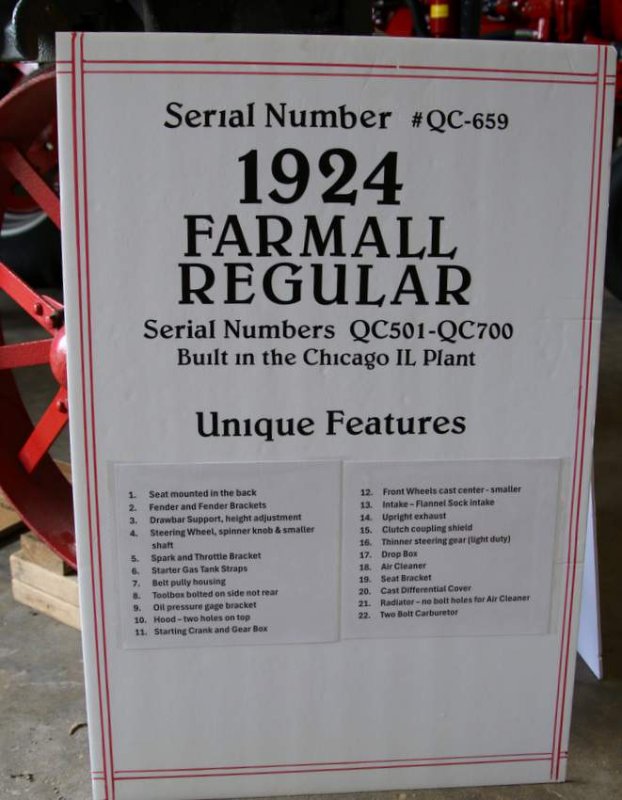 Serial Number #QC-659
1924
FARMALL
REGULAR
Serial Numbers QC501-QC700
Built in the Chicago IL Plant
Unique Features
1. Seat mounted in the back
2. Fender and Fender Brackets
3. Drawbar Support, height adjustment
4. Steering Wheel, spinner knob & smaller
shaft
5. Spark and Throttle Bracket
6. Starter Gas Tank Straps
7. Belt pully housing
8. Toolbox bolted on side not rear
9. Oil pressure gage bracket
10. Hood – two holes on top
11. Starting Crank and Gear Box
12. Front Wheels cast center - smaller
13. Intake – Flannel Sock intake
14. Upright exhaust
15. Clutch coupling shield
16. Thinner steering gear (light duty)
17. Drop Box
18. Air Cleaner
19. Seat Bracket
20. Cast Differential Cover
21. Radiator – no bolt holes for Air Cleaner
22. Two Bolt Carburetor